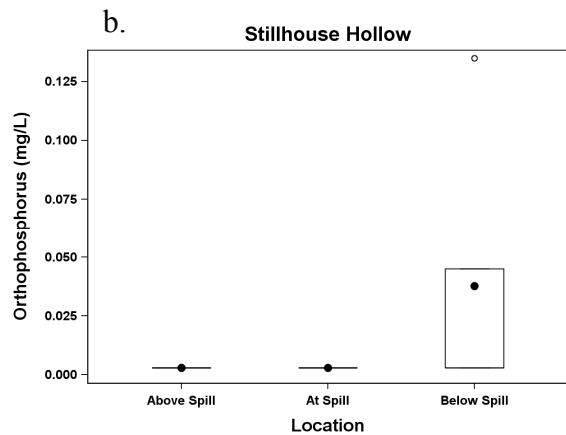 b.
Stillhouse Hollow
Orthophosphorus (mg/L)
0.125
0.100
0.075
0.050
0.025
0.000
Above Spill
At Spill
Below Spill
Location